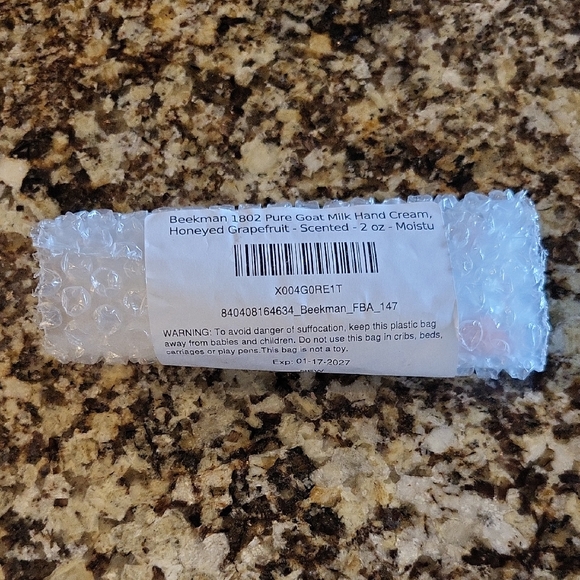 Beekman 1802 Pure Goat Milk Hand Cream,
Honeyed Grapefruit - Scented - 2 oz - Moistu
X004G0RE1T
840408164634_Beekman_FBA_147
WARNING: To avoid danger of suffocation, keep this plastic bag
away from babies and children. Do not use this bag in cribs, beds,
carriages or play pens.This bag is not a toy.
Exp: 01-17-2027